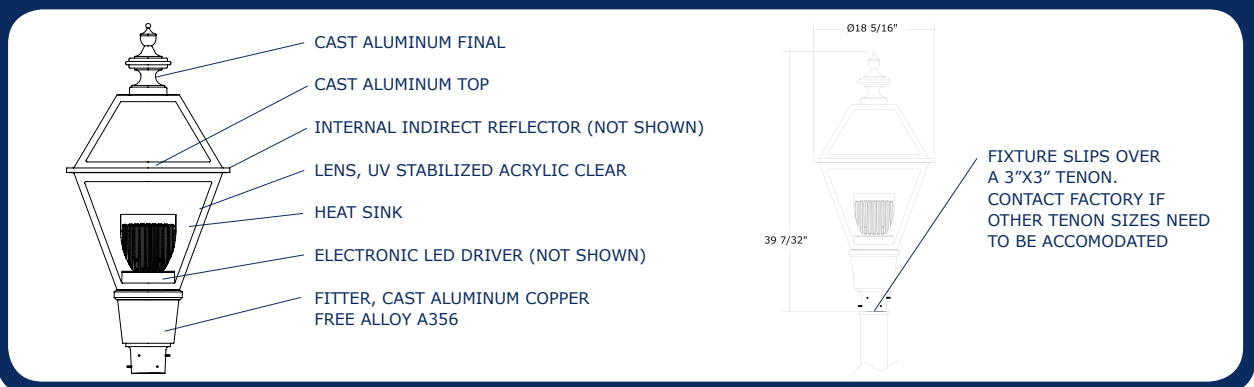 CAST ALUMINUM FINAL
CAST ALUMINUM TOP
INTERNAL INDIRECT REFLECTOR (NOT SHOWN)
LENS, UV STABILIZED ACRYLIC CLEAR
HEAT SINK
ELECTRONIC LED DRIVER (NOT SHOWN)
FITTER, CAST ALUMINUM COPPER
FREE ALLOY A356
Ø18 5/16"
39 7/32"
FIXTURE SLIPS OVER
A 3”X3” TENON.
CONTACT FACTORY IF
OTHER TENON SIZES NEED
TO BE ACCOMODATED